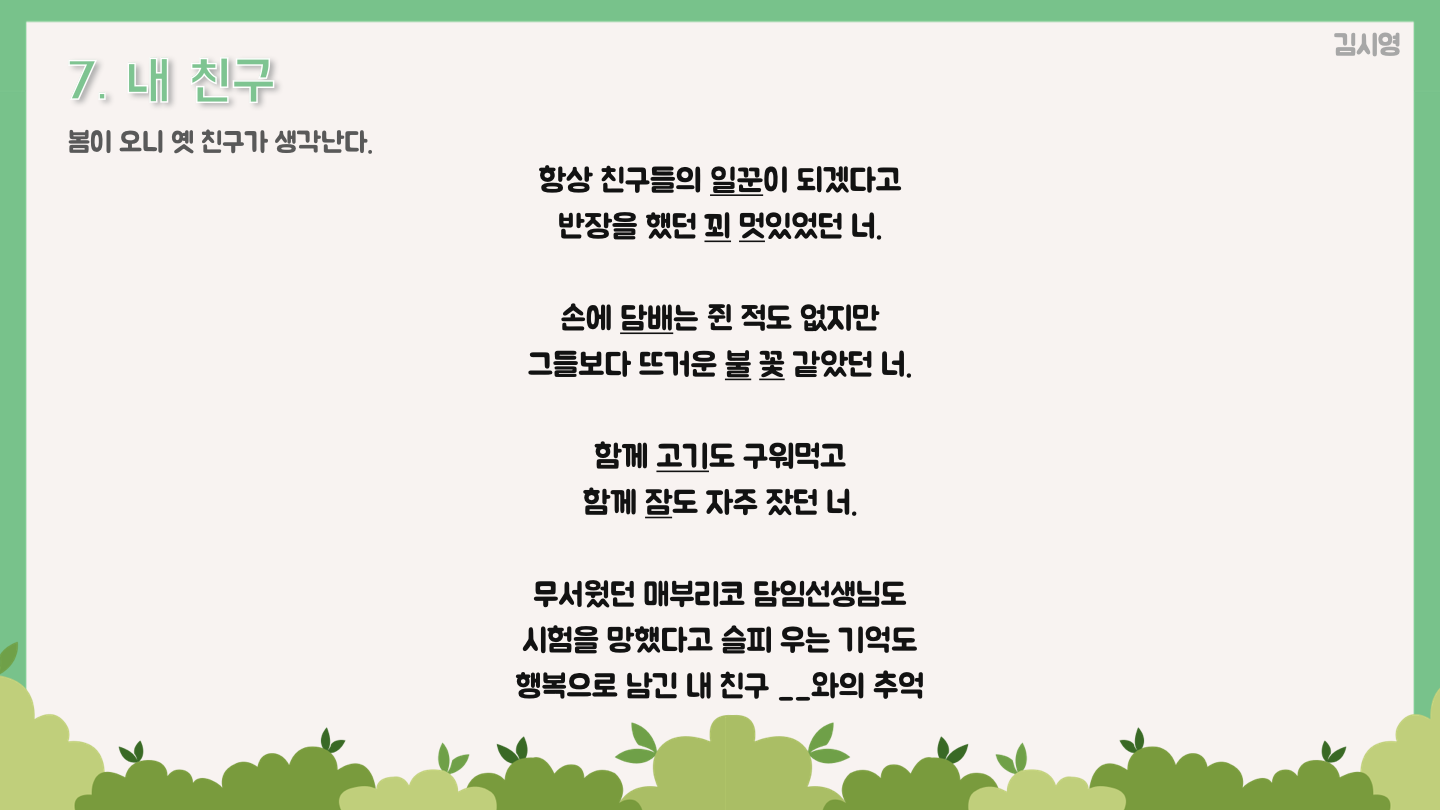 김시영
7. 내 친구
봄이 오니 옛 친구가 생각난다.
항상 친구들의 일꾼이 되겠다고
반장을 했던 꾀 멋있었던 너.
손에 담배는 쥔 적도 없지만
그들보다 뜨거운 불 꽃 같았던 너.
함께 고기도 구워먹고
함께 잠도 자주 잤던 너.
무서웠던 매부리코 담임선생님도
시험을 망했다고 슬피 우는 기억도
행복으로 남긴 내 친구 __와의 추억